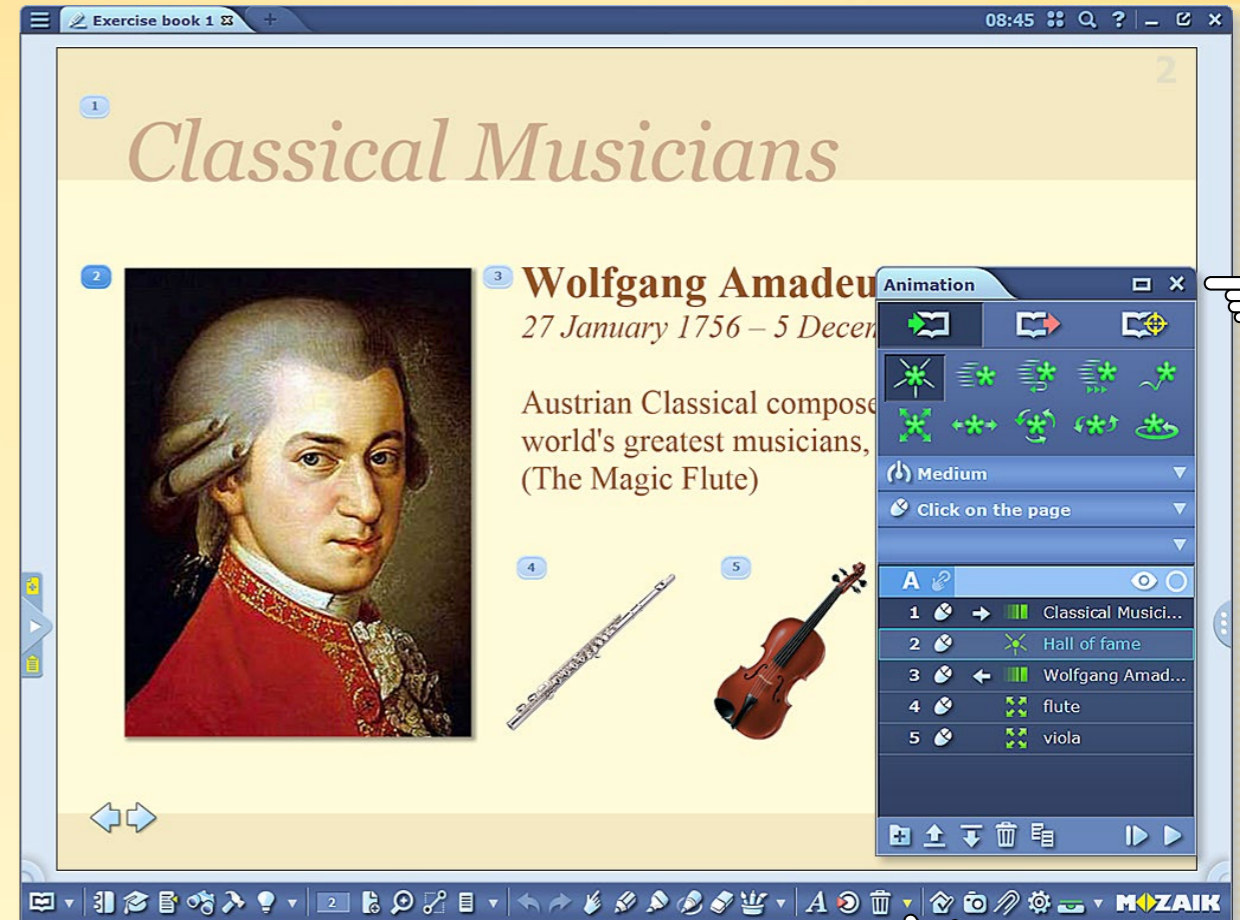 Exercise book 1
08:45
2
1
Classical Musicians
2
3
Wolfgang Amadeu
27 January 1756 – 5 Decem
Austrian Classical compose
world's greatest musicians,
(The Magic Flute)
4
5
Animation
Medium
Click on the page
A
1 Classical Musici...
2 Hall of fame
3 Wolfgang Amad...
4 flute
5 viola
2
A
MOZAIK